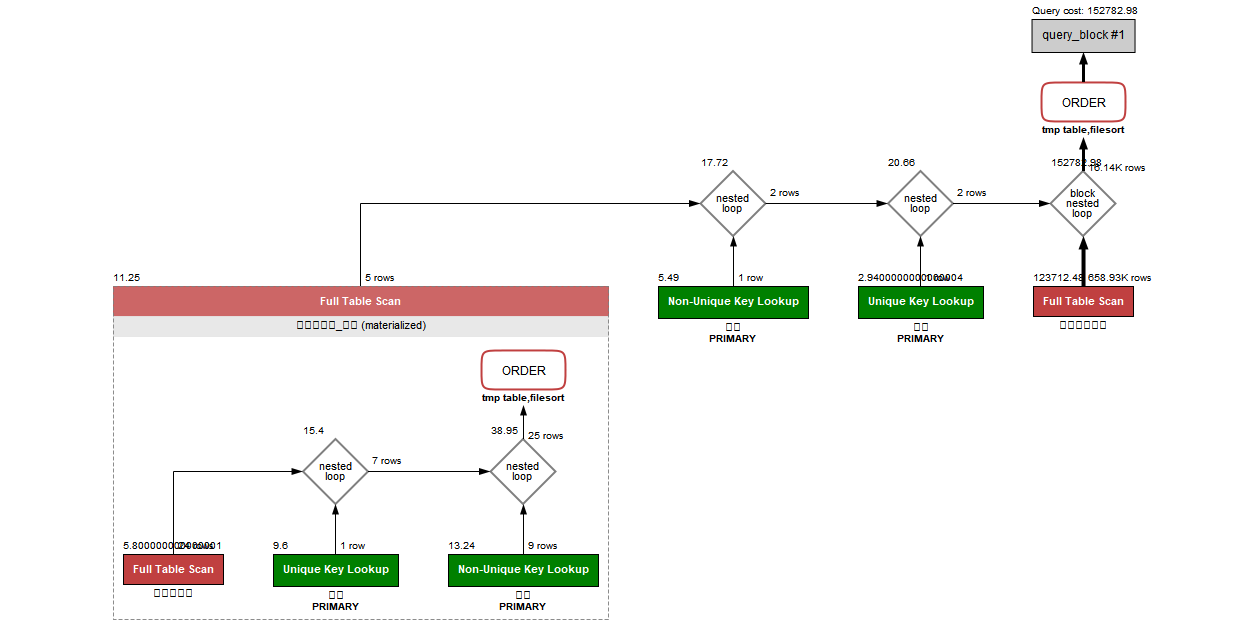 Query cost: 152782.98
query_block #1
ORDER
tmp table,filesort
17.72
20.66
152782.98
16.14K rows
nested
loop
2 rows
nested
loop
2 rows
block
nested
loop
11.25
5 rows
5.49
1 row
2.9400000000000004
1 row
123712.48
658.93K rows
Full Table Scan
Non-Unique Key Lookup
Unique Key Lookup
Full Table Scan
(materialized)
PRIMARY
PRIMARY
ORDER
tmp table,filesort
15.4
38.95
25 rows
nested
loop
7 rows
nested
loop
9.6
1 row
13.24
9 rows
Full Table Scan
Unique Key Lookup
Non-Unique Key Lookup
PRIMARY
PRIMARY